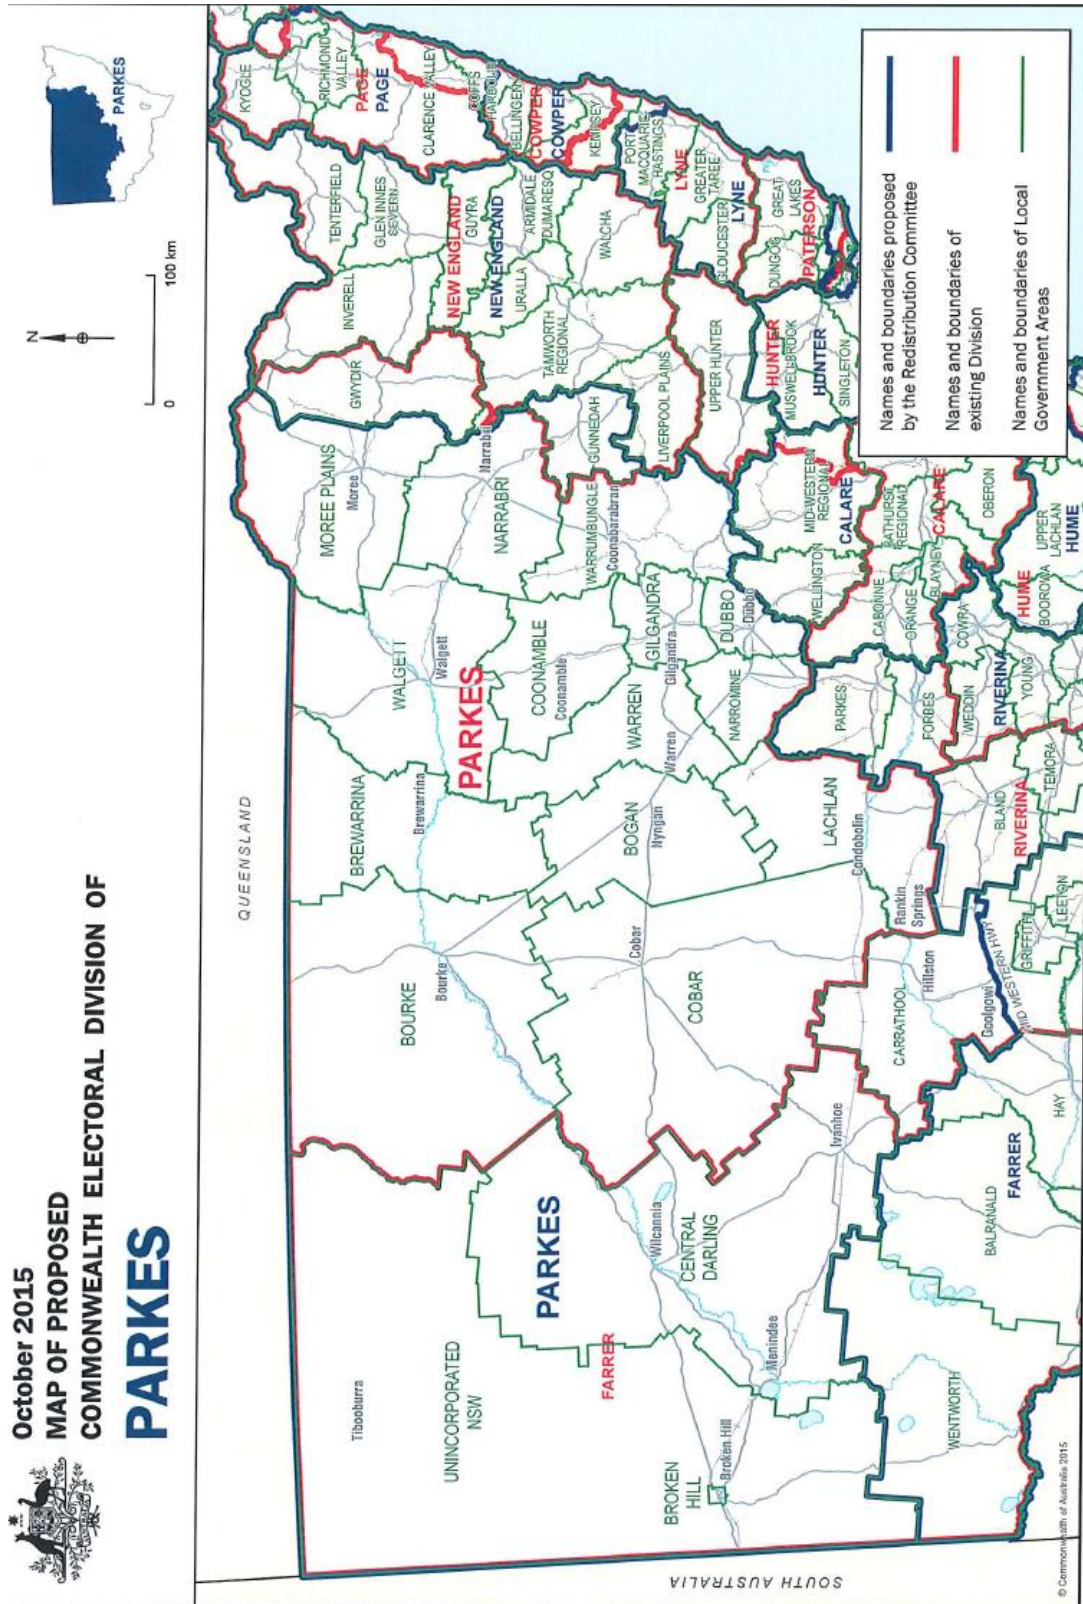 October 2015
MAP OF PROPOSED
COMMONWEALTH ELECTORAL DIVISION OF
PARKES
N
0
100 km
PARKES
QUEENSLAND
SOUTH AUSTRALIA
Tibooburra
UNINCORPORATED
NSW
FARRER
PARKES
BROKEN
HILL
Broken Hill
Menindee
Wilcannia
CENTRAL
DARLING
Ivanhoe
WENTWORTH
BALRANALD
FARRER
HAY
BOURKE
Bourke
COBAR
Cobar
CARRATHOOL
Hillston
Goolgowi
MID WESTERN HWY
GRIFFITH
LEETON
Rankin
Springs
BREWARRINA
Brewarrina
BOGAN
Nyngan
LACHLAN
Condobolin
BLAND
RIVERINA
TEMORA
WALGETT
Walgett
PARKES
COONAMBLE
Coonamble
WARREN
Warren
GILGANDRA
Gilgandra
NARROMINE
DUBBO
Dubbo
PARKES
FORBES
WEDDIN
RIVERINA
YOUNG
MOREE PLAINS
Moree
NARRABRI
Narrabri
WARRUMBUNGLE
Coonabarabran
WELLINGTON
CABONNE
ORANGE
BLAYNEY
COWRA
HUME
BOOROWA
MID-WESTERN
REGIONAL
CALARE
BATHURST
REGIONAL
CALARE
OBERON
UPPER
LACHLAN
HUME
GWYDIR
INVERELL
TENTERFIELD
GLEN INNES
SEVERN
NEW ENGLAND
GUYRA
NEW ENGLAND
URALLA
ARMIDALE
DUMARESQ
TAMWORTH
REGIONAL
WALCHA
GUNNEDAH
LIVERPOOL PLAINS
UPPER HUNTER
HUNTER
MUSWELLBROOK
HUNTER
SINGLETON
KYOGLE
RICHMOND
VALLEY
PAGE
PAGE
CLARENCE VALLEY
COFFS
HARBOUR
BELLINGEN
COWPER
COWPER
KEMPSEY
PORT
MACQUARIE
HASTINGS
LYNE
GREATER
TAREE
GLOUCESTER
LYNE
DUNGOG
GREAT
LAKES
PATERSON
Names and boundaries proposed
by the Redistribution Committee
Names and boundaries of
existing Division
Names and boundaries of Local
Government Areas
© Commonwealth of Australia 2015